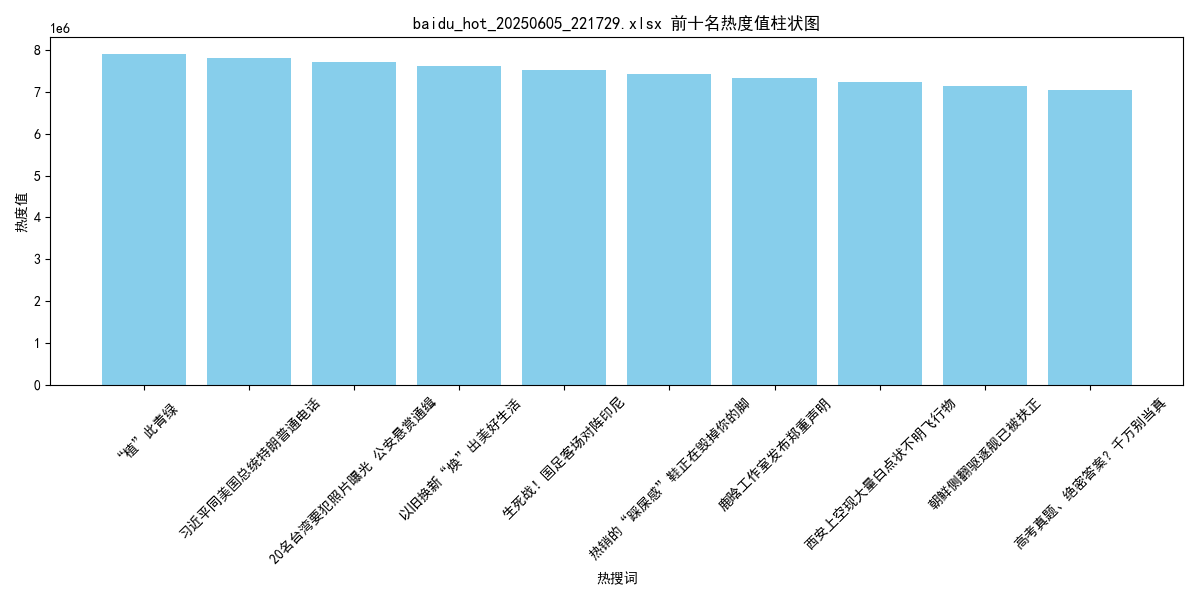 baidu_hot_20250605_221729.xlsx 前十名热度值柱状图
1e6
8
7
6
5
4
3
2
1
0
热度值
“植”此青绿
习近平同美国总统特朗普通电话
20名台湾要犯照片曝光 公安悬赏通缉
以旧换新“焕”出美好生活
生死战！国足客场对阵印尼
热销的“踩屎感”鞋正在毁掉你的脚
鹿晗工作室发布郑重声明
西安上空现大量白点状不明飞行物
朝鲜侧翻驱逐舰已被扶正
高考真题、绝密答案？千万别当真
热搜词